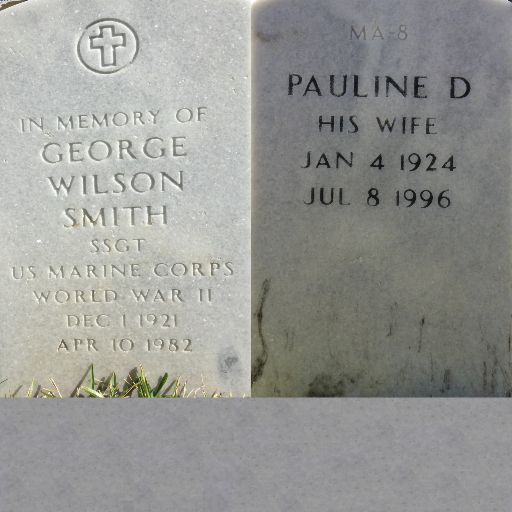 IN MEMORY OF
GEORGE
WILSON
SMITH
SSGT
US MARINE CORPS
WORLD WAR II
DEC 1 1921
APR 10 1982
MA-8
PAULINE D
HIS WIFE
JAN 4 1924
JUL 8 1996